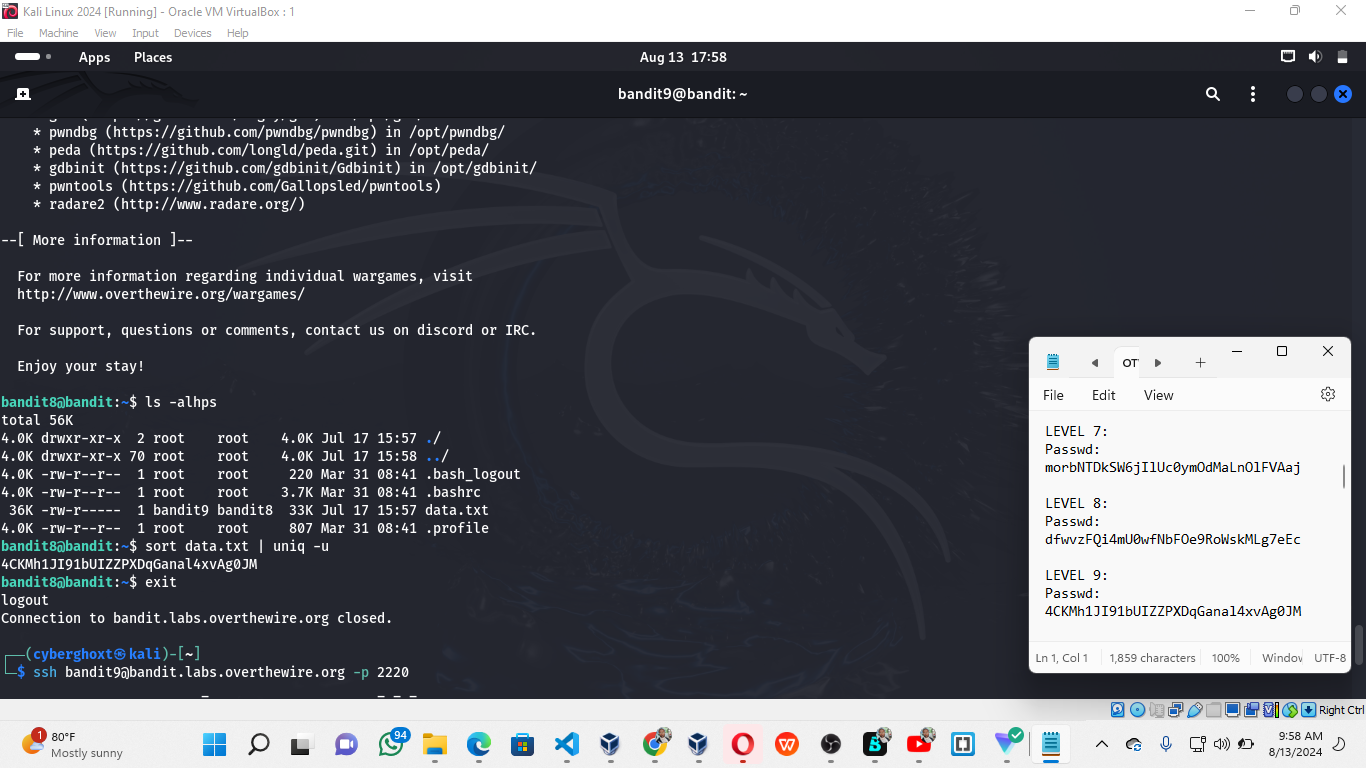 Kali Linux 2024 [Running] - Oracle VM VirtualBox : 1
File Machine View Input Devices Help
Apps Places Aug 13 17:58
bandit9@bandit: ~
* pwndbg (https://github.com/pwndbg/pwndbg) in /opt/pwndbg/
* peda (https://github.com/longld/peda.git) in /opt/peda/
* gdbinit (https://github.com/gdbinit/Gdbinit) in /opt/gdbinit/
* pwntools (https://github.com/Gallopsled/pwntools)
* radare2 (http://www.radare.org/)
--[ More information ]--
For more information regarding individual wargames, visit
http://www.overthewire.org/wargames/
For support, questions or comments, contact us on discord or IRC.
Enjoy your stay!
bandit8@bandit:~$ ls -alhps
total 56K
4.0K drwxr-xr-x 2 root root 4.0K Jul 17 15:57 ./
4.0K drwxr-xr-x 70 root root 4.0K Jul 17 15:58 ../
4.0K -rw-r--r-- 1 root root 220 Mar 31 08:41 .bash_logout
4.0K -rw-r--r-- 1 root root 3.7K Mar 31 08:41 .bashrc
36K -rw-r----- 1 bandit9 bandit8 33K Jul 17 15:57 data.txt
4.0K -rw-r--r-- 1 root root 807 Mar 31 08:41 .profile
bandit8@bandit:~$ sort data.txt | uniq -u
4CKMh1JI91bUIZZPXDqGanal4xvAg0JM
bandit8@bandit:~$ exit
logout
Connection to bandit.labs.overthewire.org closed.
(cyberghoxt㉿kali)-[~]
$ ssh bandit9@bandit.labs.overthewire.org -p 2220
OT
File Edit View
LEVEL 7:
Passwd:
morbNTDkSW6jIlUc0ymOdMaLnOlFVAaj
LEVEL 8:
Passwd:
dfwvzFQi4mU0wfNbFOe9RoWskMLg7eEc
LEVEL 9:
Passwd:
4CKMh1JI91bUIZZPXDqGanal4xvAg0JM
Ln 1, Col 1 1,859 characters 100% Window UTF-8
Right Ctrl
1
80°F
Mostly sunny
94
9:58 AM
8/13/2024